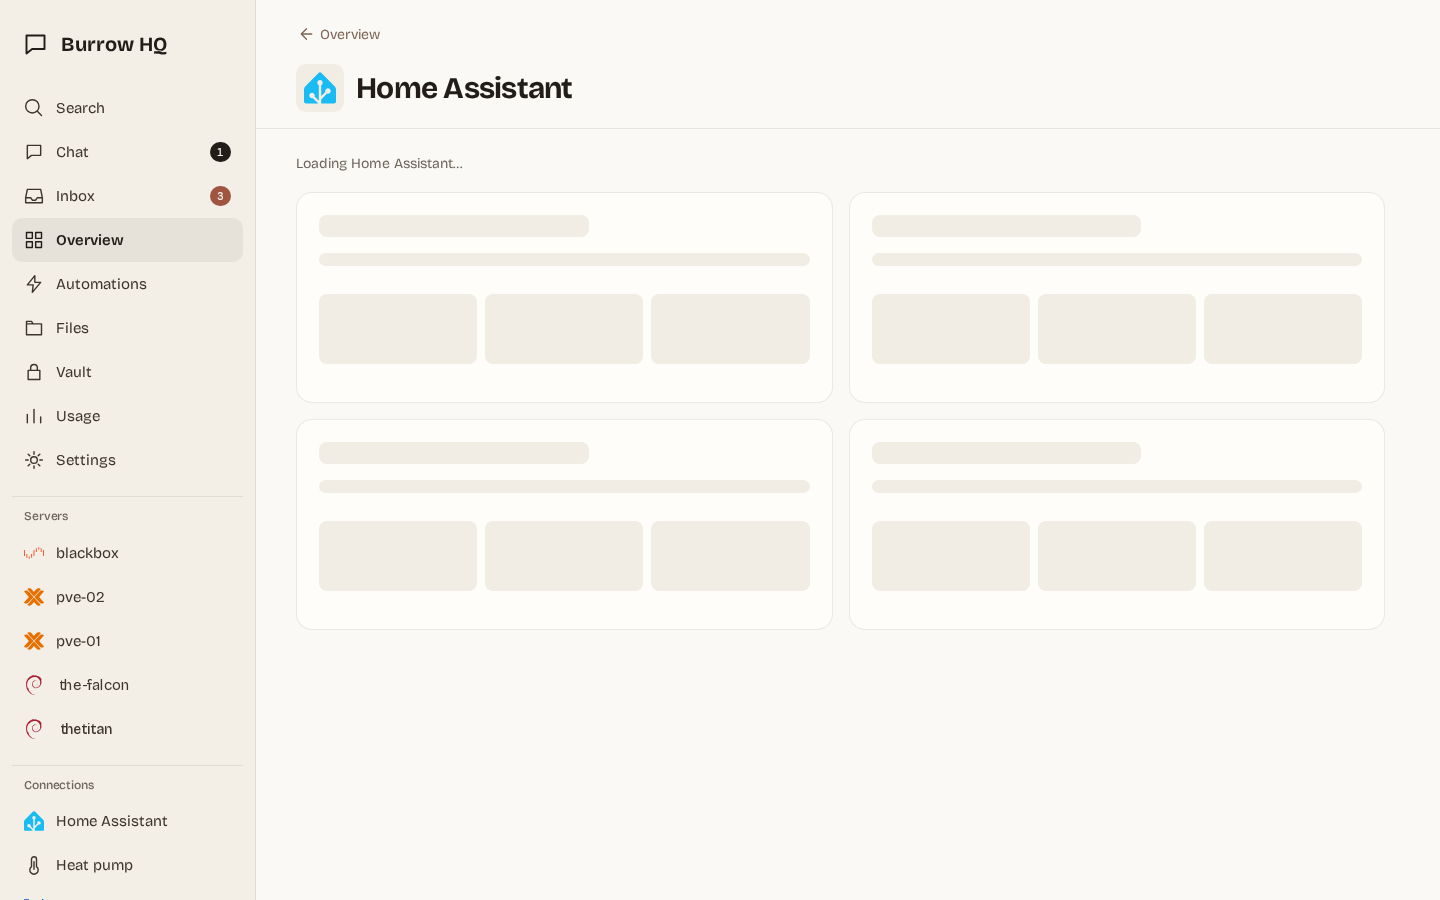 Burrow HQ
Search
Chat 1
Inbox 3
Overview
Automations
Files
Vault
Usage
Settings
Servers
blackbox
pve-02
pve-01
the-falcon
thetitan
Connections
Home Assistant
Heat pump
Overview
Home Assistant
Loading Home Assistant...